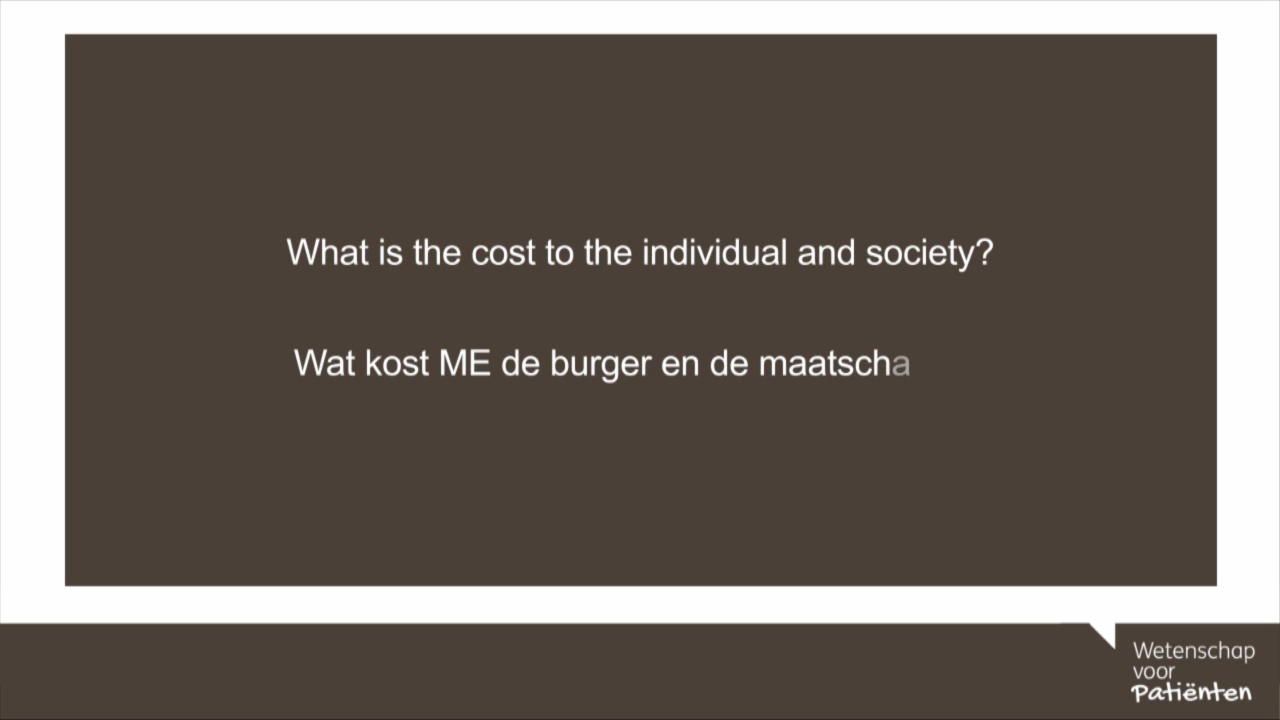 What is the cost to the individual and society?
Wat kost ME de burger en de maatscha
Wetenschap
voor
Patiënten